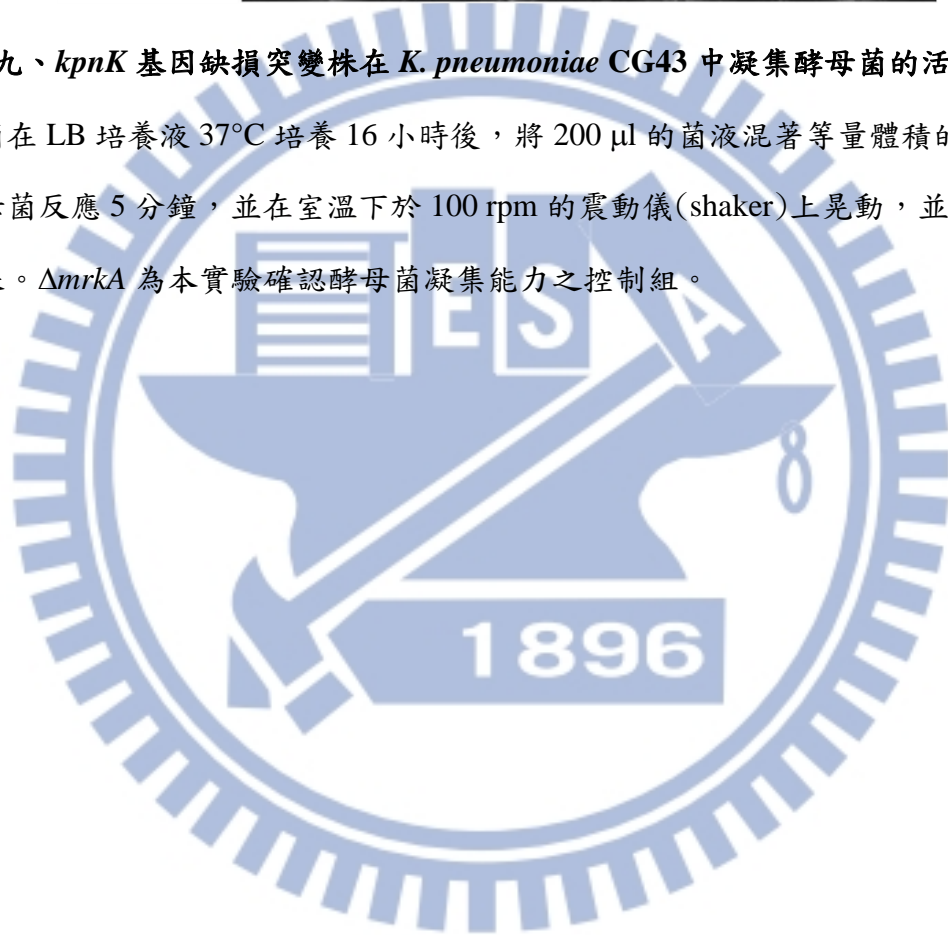 九、kpnK 基因缺損突變株在 K. pneumoniae CG43 中凝集酵母菌的活
在 LB 培養液 37°C 培養 16 小時後，將 200 μl 的菌液混著等量體積的
菌反應 5 分鐘，並在室溫下於 100 rpm 的震動儀(shaker)上晃動，並
。ΔmrkA 為本實驗確認酵母菌凝集能力之控制組。
ES
A
8
1896